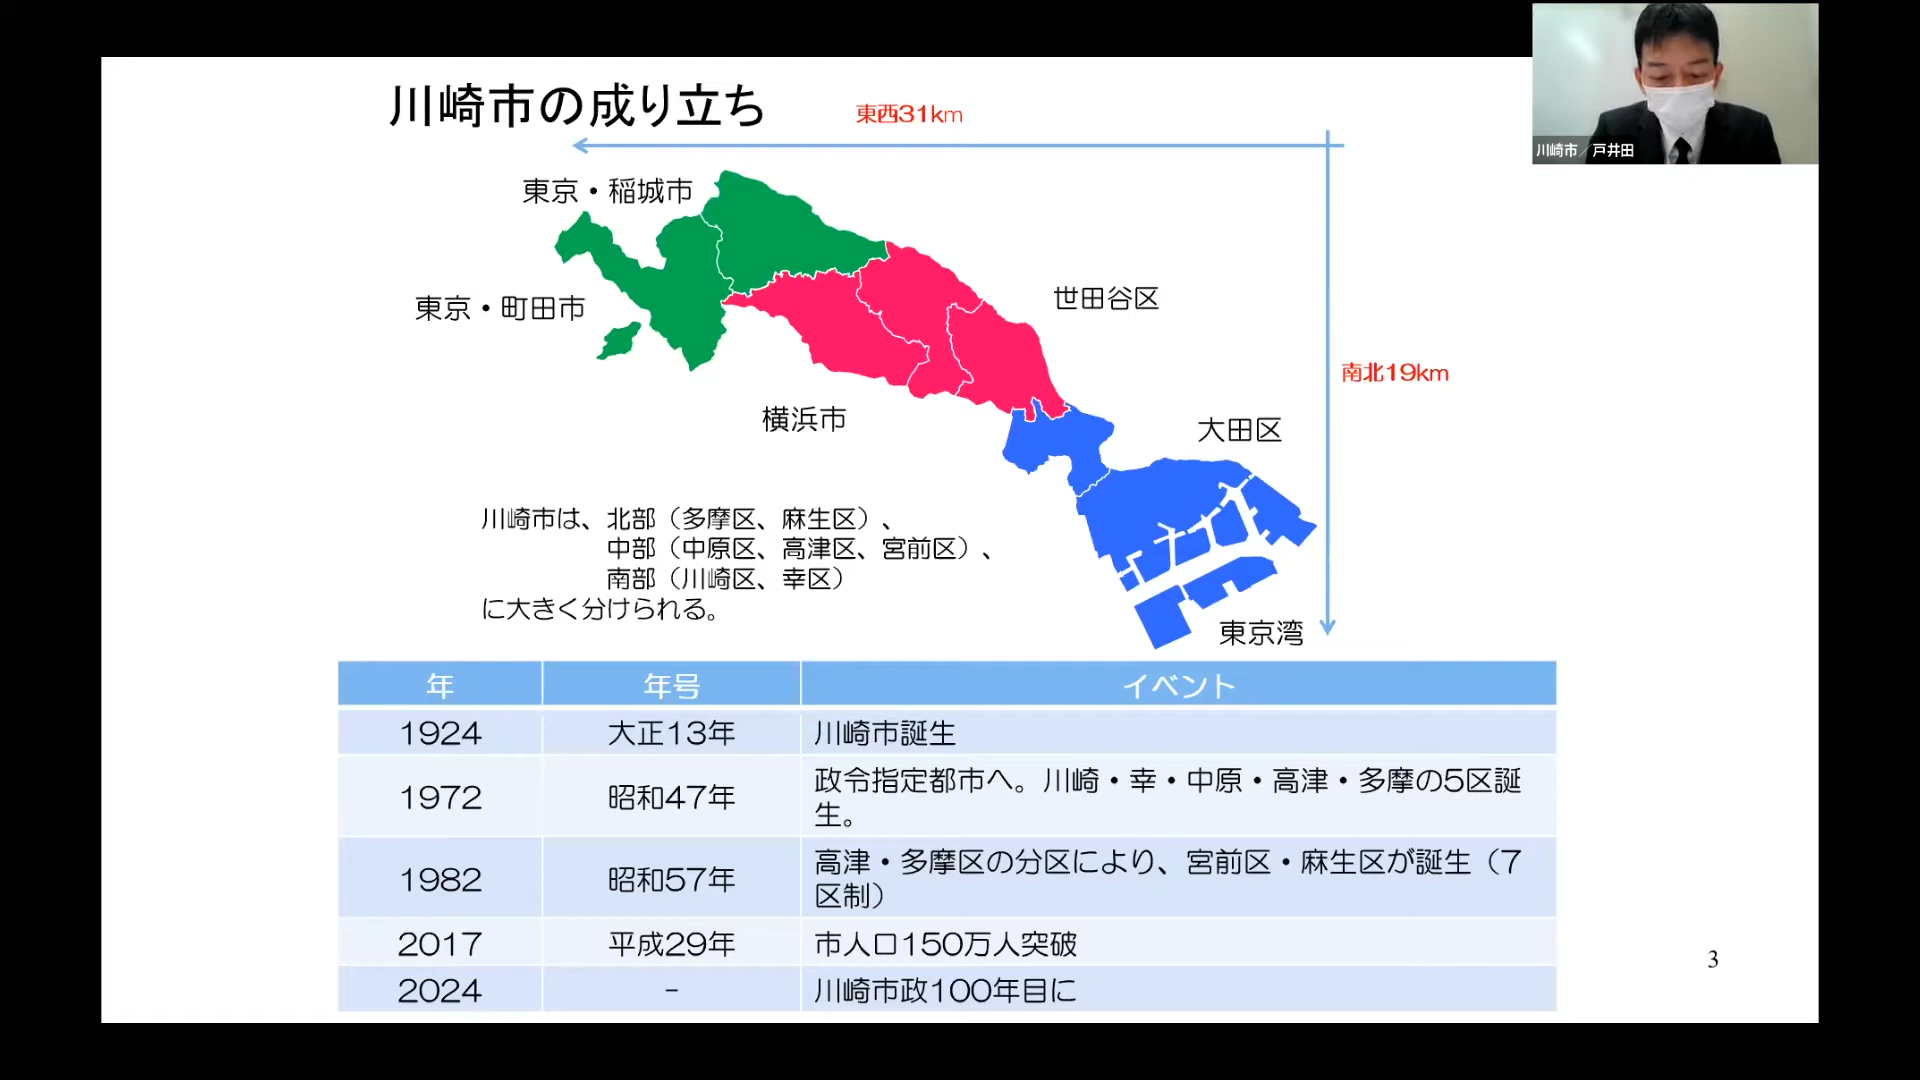 川崎市の成り立ち
東西31km
川崎市／戸井田
東京・稲城市
東京・町田市
世田谷区
南北19km
横浜市
大田区
川崎市は、北部（多摩区、麻生区）、
中部（中原区、高津区、宮前区）、
南部（川崎区、幸区）
に大きく分けられる。
東京湾
年 年号 イベント
1924 大正13年 川崎市誕生
1972 昭和47年 政令指定都市へ。川崎・幸・中原・高津・多摩の5区誕
生。
1982 昭和57年 高津・多摩区の分区により、宮前区・麻生区が誕生（7
区制）
2017 平成29年 市人口150万人突破
2024 - 川崎市政100年目に
3